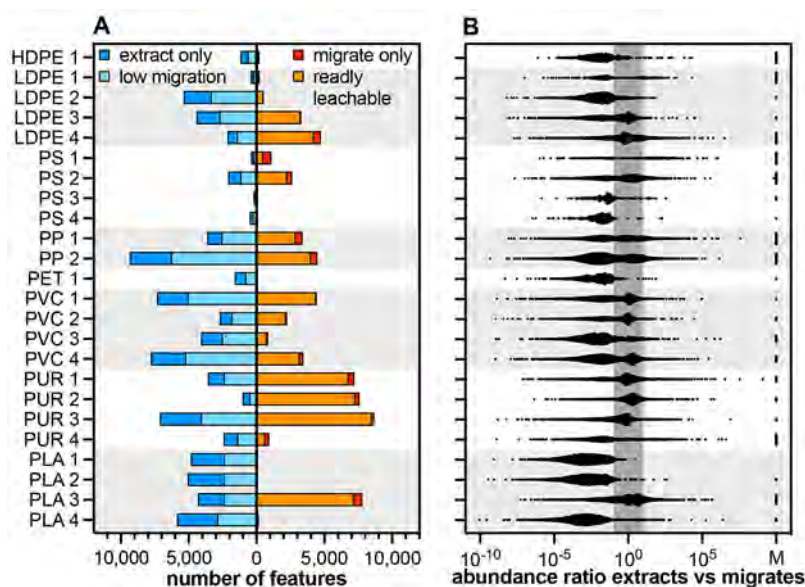 A
B
extract only
migrate only
low migration
readly
leachable
HDPE 1
LDPE 1
LDPE 2
LDPE 3
LDPE 4
PS 1
PS 2
PS 3
PS 4
PP 1
PP 2
PET 1
PVC 1
PVC 2
PVC 3
PVC 4
PUR 1
PUR 2
PUR 3
PUR 4
PLA 1
PLA 2
PLA 3
PLA 4
10,000 5,000 0 5,000 10,000
number of features
10⁻¹⁰ 10⁻⁵ 10⁰ 10⁵ M
abundance ratio extracts vs migrates